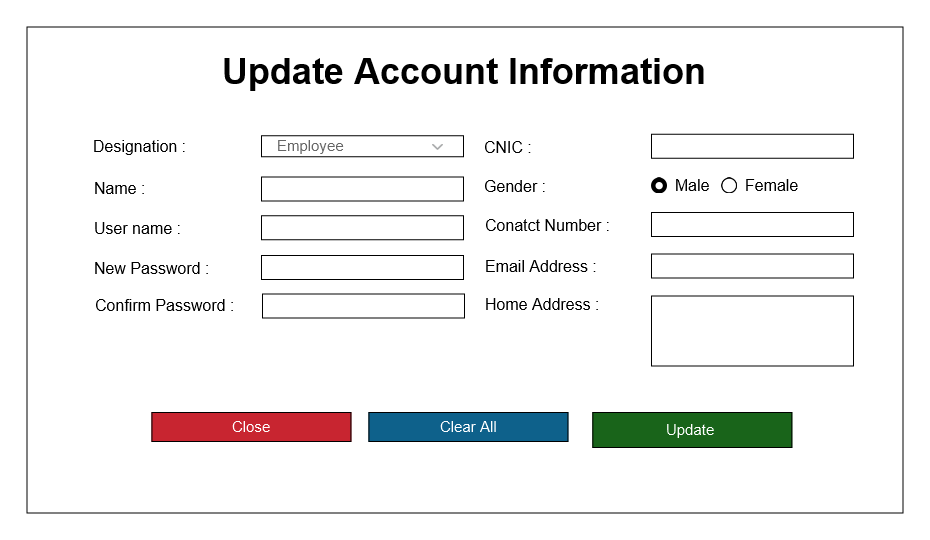 Update Account Information
Designation :
Employee
Name :
User name :
New Password :
Confirm Password :
CNIC :
Gender :
Male
Female
Conatct Number :
Email Address :
Home Address :
Close
Clear All
Update